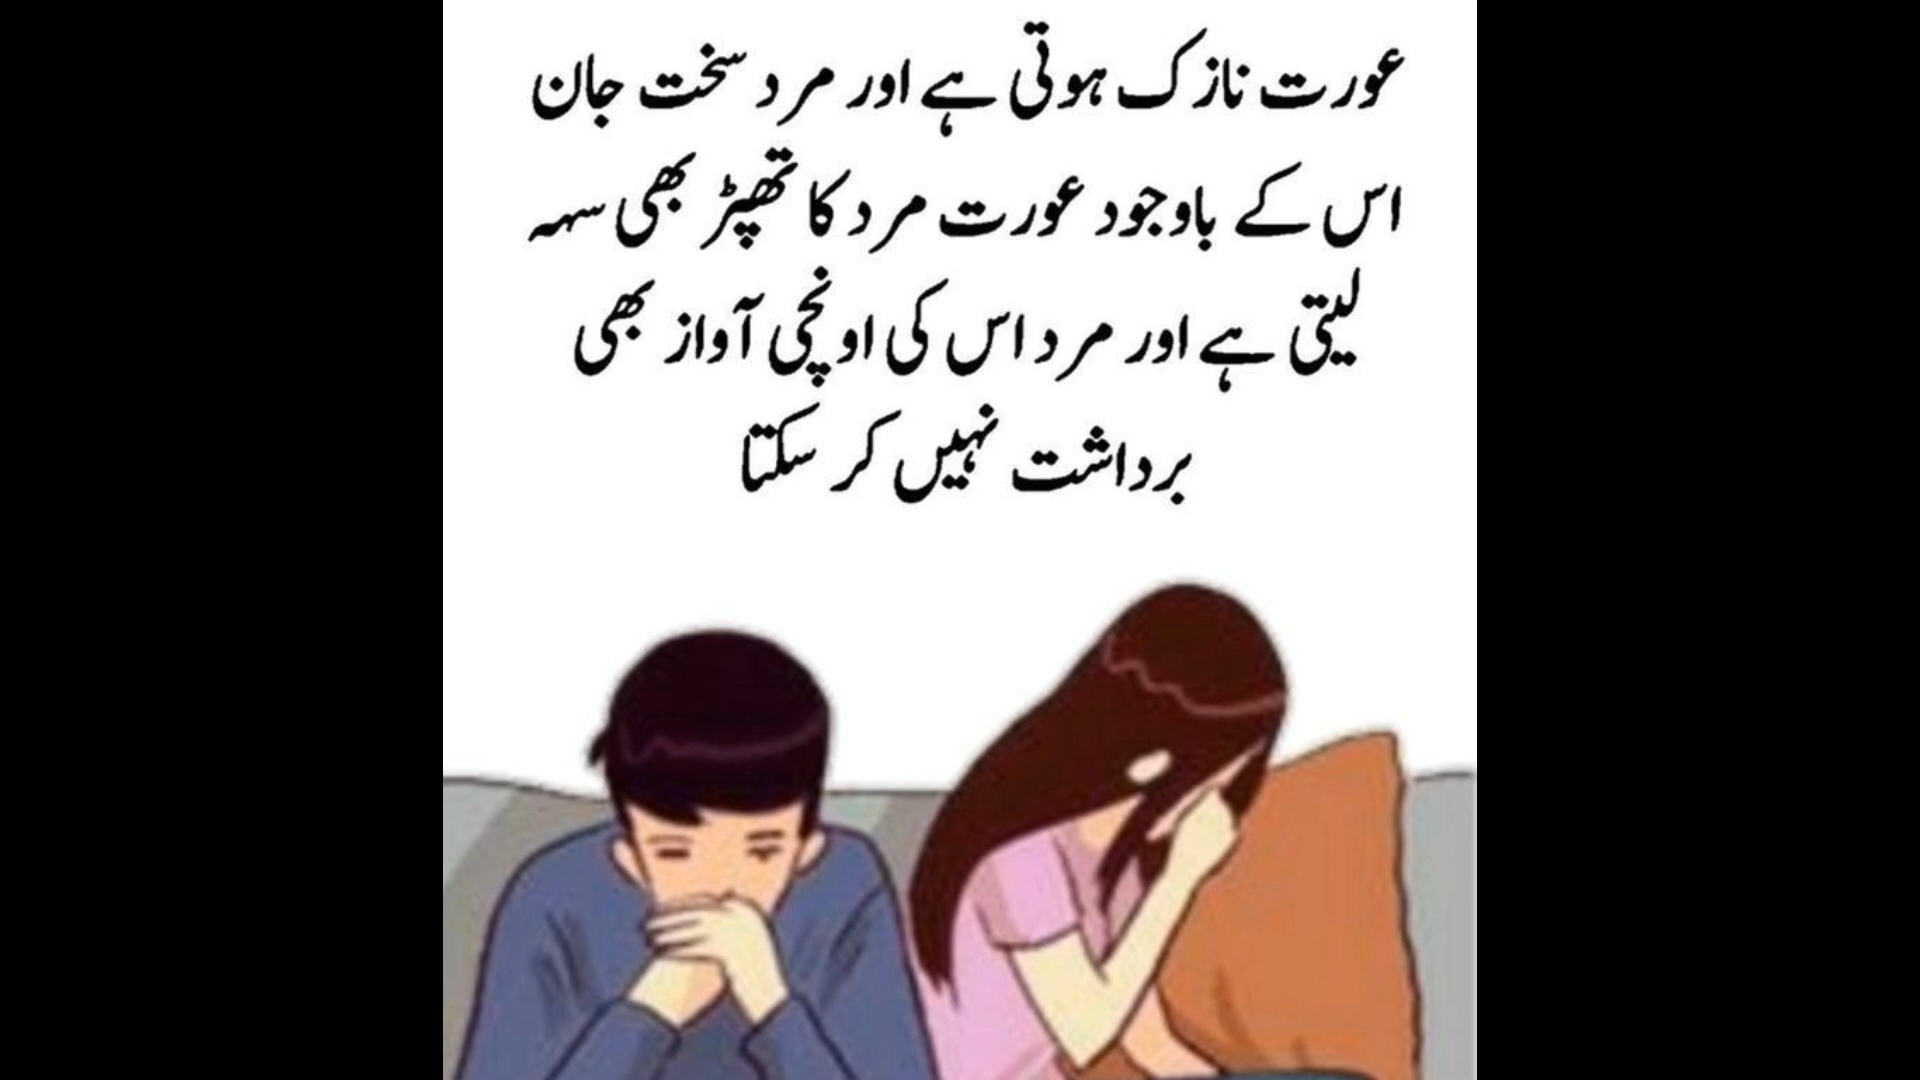 عورت نازک ہوتی ہے اور مرد سخت جان
اس کے باوجود عورت مرد کا تھپڑ بھی سہہ
لیتی ہے اور مرد اس کی اونچی آواز بھی
برداشت نہیں کر سکتا